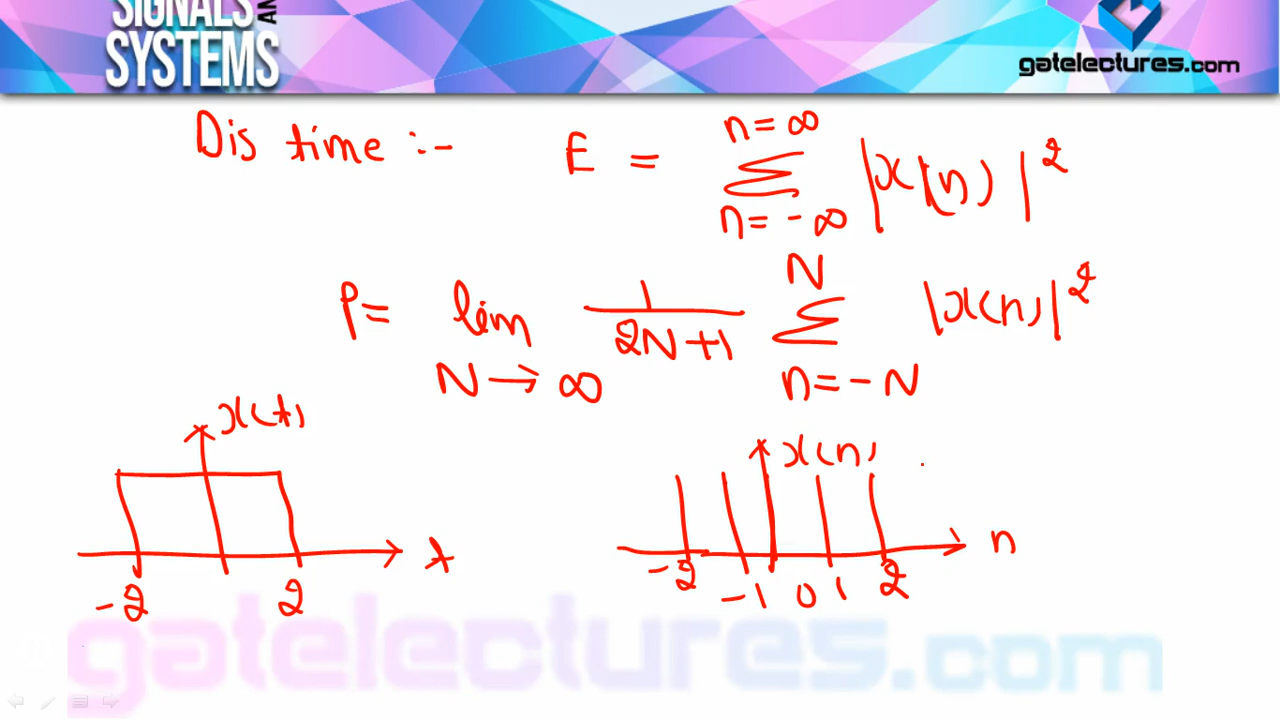 SIGNALS AND
SYSTEMS
gatelectures.com
Dis time :- E = Σ |x(n)|²
n=∞
n=-∞
P= lim 1/(2N+1) Σ |x(n)|²
N→∞
N
n=-N
x(t)
-2 2 t
x(n)
-2 -1 0 1 2 n
gatelectures.com